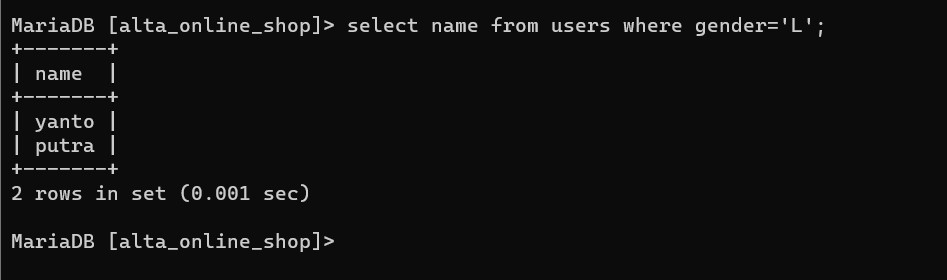 MariaDB [alta_online_shop]> select name from users where gender='L';
+-------+
| name  |
+-------+
| yanto |
| putra |
+-------+
2 rows in set (0.001 sec)
MariaDB [alta_online_shop]>